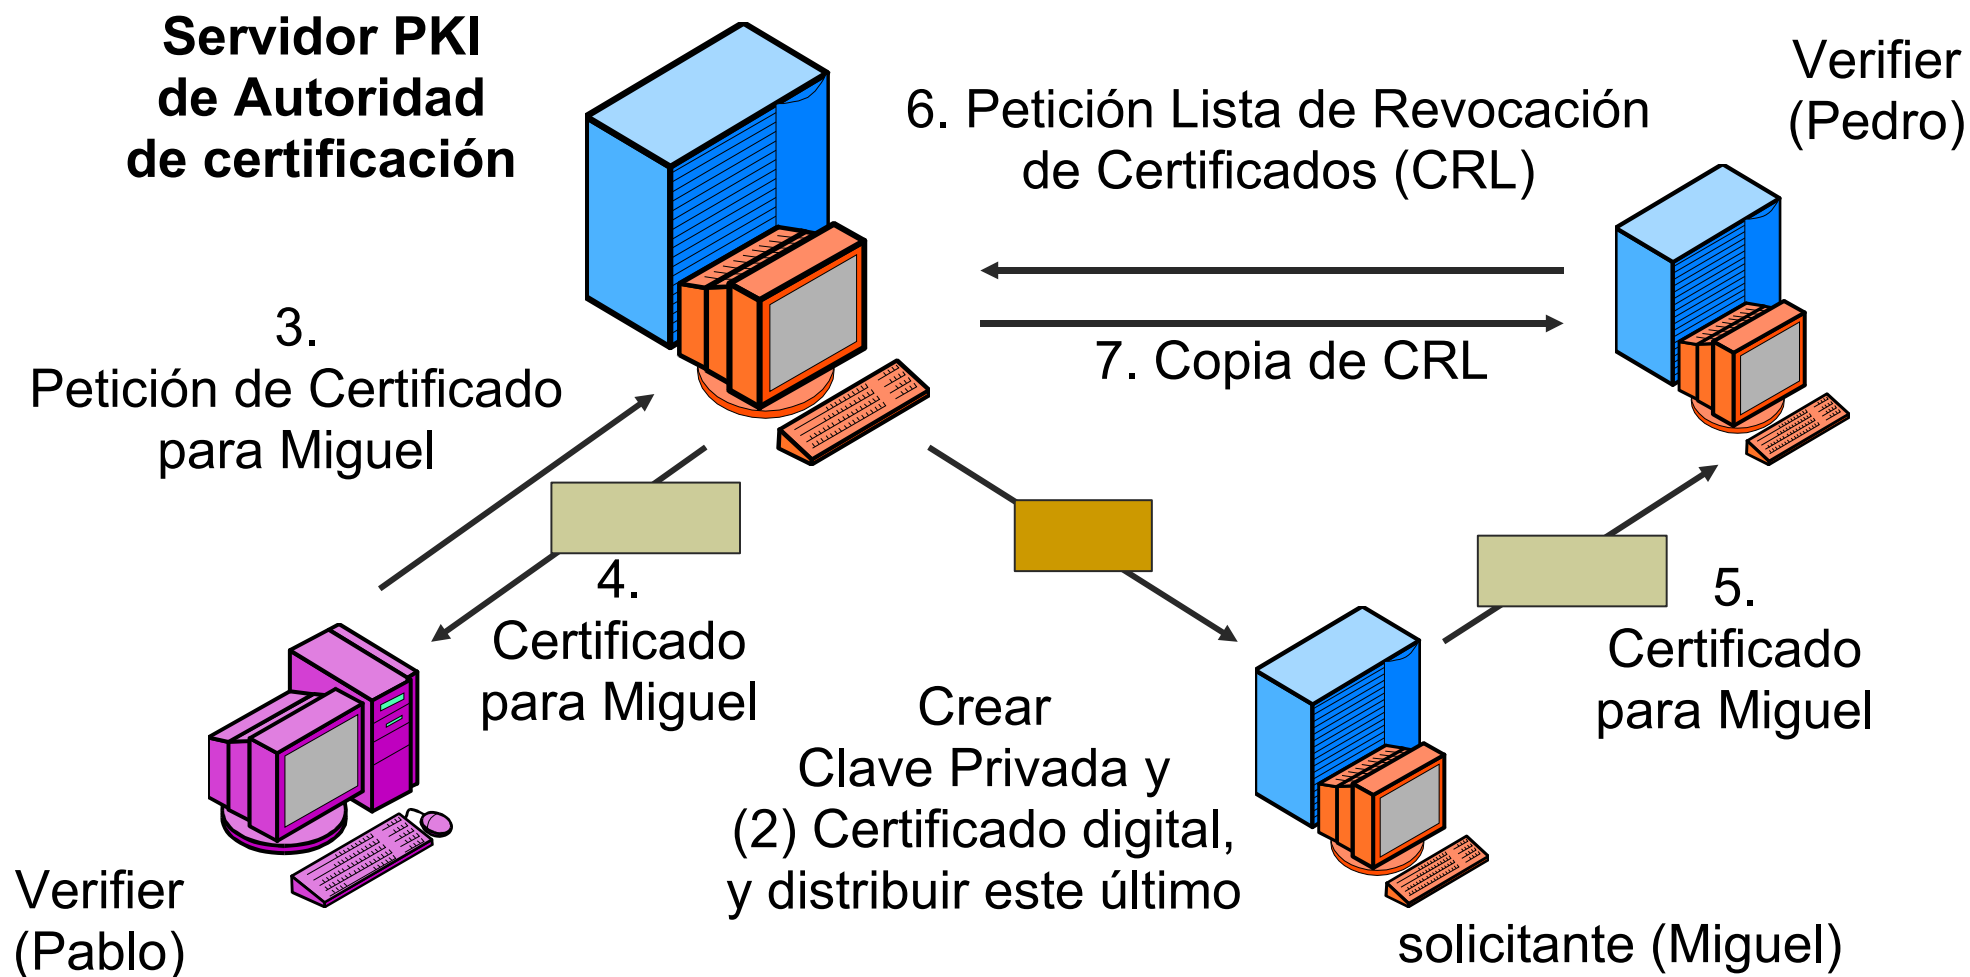 Servidor PKI
de Autoridad
de certificación
Verifier
(Pedro)
6. Petición Lista de Revocación
de Certificados (CRL)
7. Copia de CRL
3.
Petición de Certificado
para Miguel
4.
Certificado
para Miguel
5.
Certificado
para Miguel
Crear
Clave Privada y
(2) Certificado digital,
y distribuir este último
Verifier
(Pablo)
solicitante (Miguel)